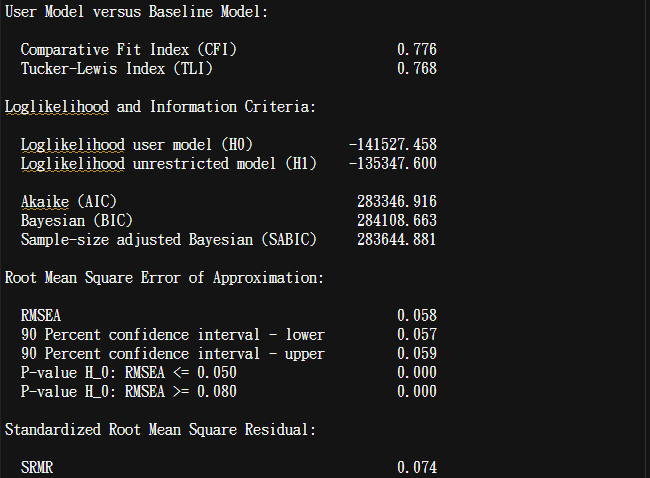 User Model versus Baseline Model:
Comparative Fit Index (CFI) 0.776
Tucker-Lewis Index (TLI) 0.768
Loglikelihood and Information Criteria:
Loglikelihood user model (H0) -141527.458
Loglikelihood unrestricted model (H1) -135347.600
Akaike (AIC) 283346.916
Bayesian (BIC) 284108.663
Sample-size adjusted Bayesian (SABIC) 283644.881
Root Mean Square Error of Approximation:
RMSEA 0.058
90 Percent confidence interval - lower 0.057
90 Percent confidence interval - upper 0.059
P-value H_0: RMSEA <= 0.050 0.000
P-value H_0: RMSEA >= 0.080 0.000
Standardized Root Mean Square Residual:
SRMR 0.074